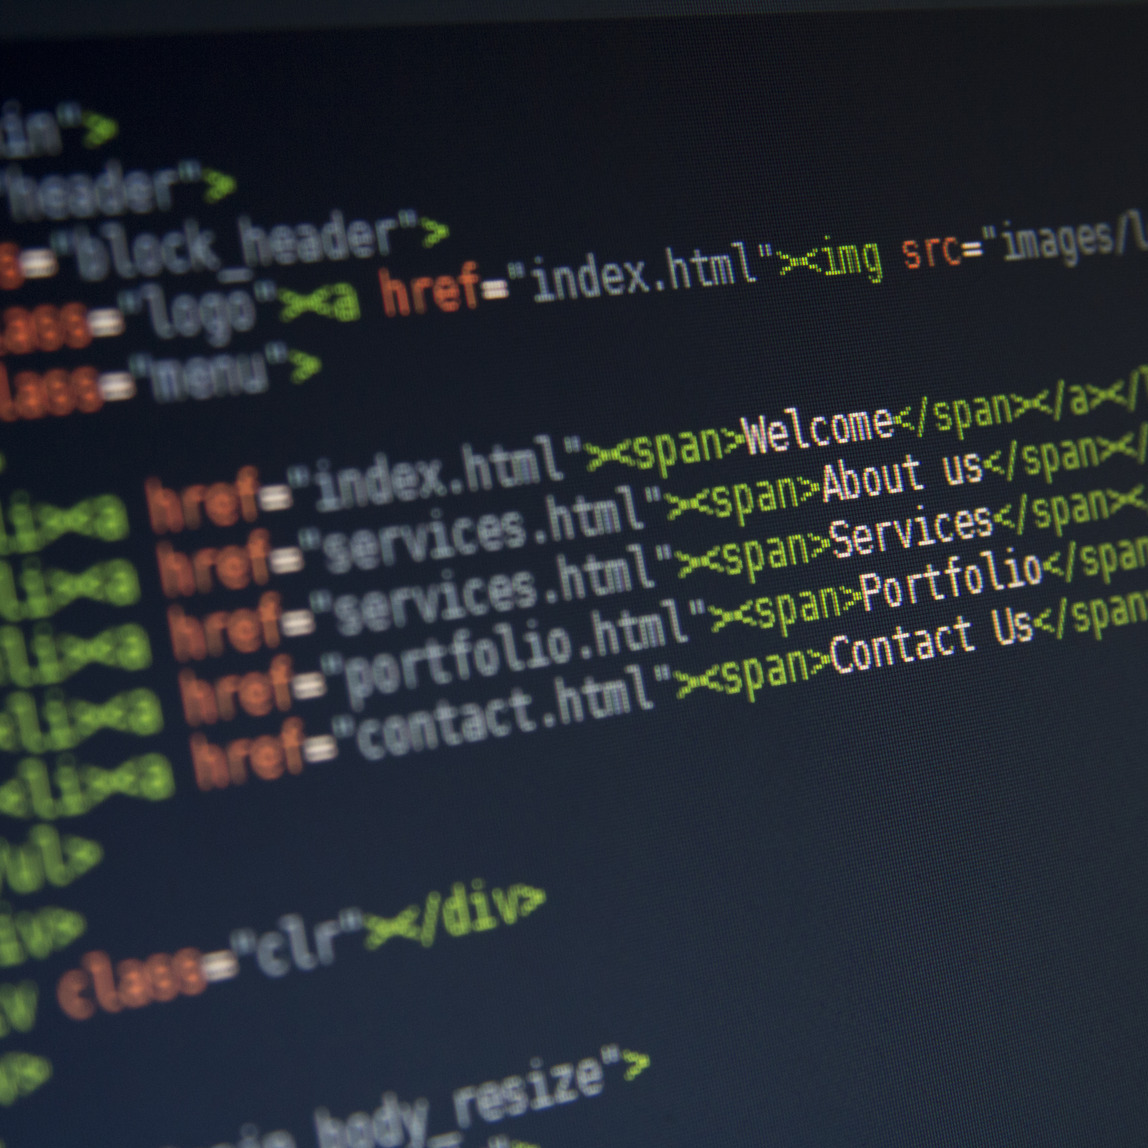 in">
"header">
s="block_header">
lass="logo"><a href="index.html"><img src="images/l
lass="menu">
li><a href="index.html"><span>Welcome</span></a></l
li><a href="services.html"><span>About us</span></
li><a href="services.html"><span>Services</span><
li><a href="portfolio.html"><span>Portfolio</span
<li><a href="contact.html"><span>Contact Us</span
/ul>
iv>
iv class="clr"></div>
v>
body_resize">